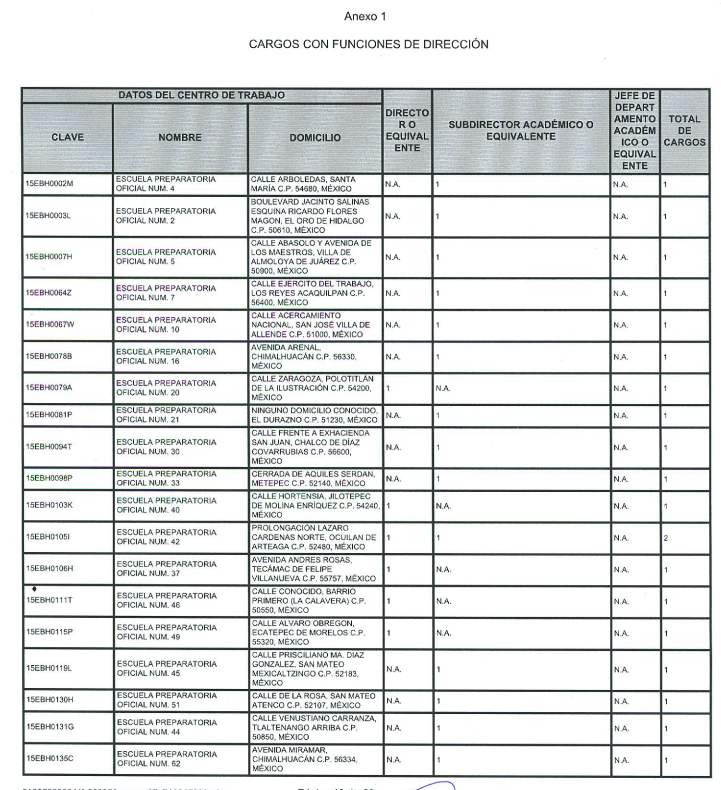 Anexo 1
CARGOS CON FUNCIONES DE DIRECCIÓN
DATOS DEL CENTRO DE TRABAJO
CLAVE
NOMBRE
DOMICILIO
DIRECTO
R O
EQUIVAL
ENTE
SUBDIRECTOR ACADÉMICO O
EQUIVALENTE
JEFE DE
DEPART
AMENTO
ACADÉM
ICO O
EQUIVAL
ENTE
TOTAL
DE
CARGOS
15EBH0002M
ESCUELA PREPARATORIA
OFICIAL NUM. 4
CALLE ARBOLEDAS, SANTA
MARÍA C.P. 54680, MÉXICO
N.A.
1
N.A.
1
15EBH0003L
ESCUELA PREPARATORIA
OFICIAL NUM. 2
BOULEVARD JACINTO SALINAS
ESQUINA RICARDO FLORES
MAGON, EL ORO DE HIDALGO
C.P. 50610, MÉXICO
N.A.
1
N.A.
1
15EBH0007H
ESCUELA PREPARATORIA
OFICIAL NUM. 5
CALLE ABASOLO Y AVENIDA DE
LOS MAESTROS, VILLA DE
ALMOLOYA DE JUÁREZ C.P.
50900, MÉXICO
N.A.
1
N.A.
1
15EBH0064Z
ESCUELA PREPARATORIA
OFICIAL NUM. 7
CALLE EJERCITO DEL TRABAJO,
LOS REYES ACAQUILPAN C.P.
56400, MÉXICO
N.A.
1
N.A.
1
15EBH0067W
ESCUELA PREPARATORIA
OFICIAL NUM. 10
CALLE ACERCAMIENTO
NACIONAL, SAN JOSÉ VILLA DE
ALLENDE C.P. 51000, MÉXICO
N.A.
1
N.A.
1
15EBH0078B
ESCUELA PREPARATORIA
OFICIAL NUM. 16
AVENIDA ARENAL,
CHIMALHUACÁN C.P. 56330,
MÉXICO
N.A.
1
N.A.
1
15EBH0079A
ESCUELA PREPARATORIA
OFICIAL NUM. 20
CALLE ZARAGOZA, POLOTITLÁN
DE LA ILUSTRACIÓN C.P. 54200,
MÉXICO
1
N.A.
N.A.
1
15EBH0081P
ESCUELA PREPARATORIA
OFICIAL NUM. 21
NINGUNO DOMICILIO CONOCIDO,
EL DURAZNO C.P. 51230, MÉXICO
N.A.
1
N.A.
1
15EBH0094T
ESCUELA PREPARATORIA
OFICIAL NUM. 30
CALLE FRENTE A EXHACIENDA
SAN JUAN, CHALCO DE DÍAZ
COVARRUBIAS C.P. 56600,
MÉXICO
N.A.
1
N.A.
1
15EBH0098P
ESCUELA PREPARATORIA
OFICIAL NUM. 33
CERRADA DE AQUILES SERDAN,
METEPEC C.P. 52140, MÉXICO
N.A.
1
N.A.
1
15EBH0103K
ESCUELA PREPARATORIA
OFICIAL NUM. 40
CALLE HORTENSIA, JILOTEPEC
DE MOLINA ENRÍQUEZ C.P. 54240,
MÉXICO
1
N.A.
N.A.
1
15EBH0105I
ESCUELA PREPARATORIA
OFICIAL NUM. 42
PROLONGACIÓN LAZARO
CARDENAS NORTE, OCUILAN DE
ARTEAGA C.P. 52480, MÉXICO
1
1
N.A.
2
15EBH0106H
ESCUELA PREPARATORIA
OFICIAL NUM. 37
AVENIDA ANDRES ROSAS,
TECÁMAC DE FELIPE
VILLANUEVA C.P. 55757, MÉXICO
1
N.A.
N.A.
1
15EBH0111T
ESCUELA PREPARATORIA
OFICIAL NUM. 46
CALLE CONOCIDO, BARRIO
PRIMERO (LA CALAVERA) C.P.
50550, MÉXICO
1
N.A.
N.A.
1
15EBH0115P
ESCUELA PREPARATORIA
OFICIAL NUM. 49
CALLE ALVARO OBREGON,
ECATEPEC DE MORELOS C.P.
55320, MÉXICO
1
N.A.
N.A.
1
15EBH0119L
ESCUELA PREPARATORIA
OFICIAL NUM. 45
CALLE PRISCILIANO MA. DIAZ
GONZALEZ, SAN MATEO
MEXICALTZINGO C.P. 52183,
MÉXICO
N.A.
1
N.A.
1
15EBH0130H
ESCUELA PREPARATORIA
OFICIAL NUM. 51
CALLE DE LA ROSA, SAN MATEO
ATENCO C.P. 52107, MÉXICO
N.A.
1
N.A.
1
15EBH0131G
ESCUELA PREPARATORIA
OFICIAL NUM. 44
CALLE VENUSTIANO CARRANZA,
TLALTENANGO ARRIBA C.P.
50850, MÉXICO
N.A.
1
N.A.
1
15EBH0135C
ESCUELA PREPARATORIA
OFICIAL NUM. 62
AVENIDA MIRAMAR,
CHIMALHUACÁN C.P. 56334,
MÉXICO
N.A.
1
N.A.
1